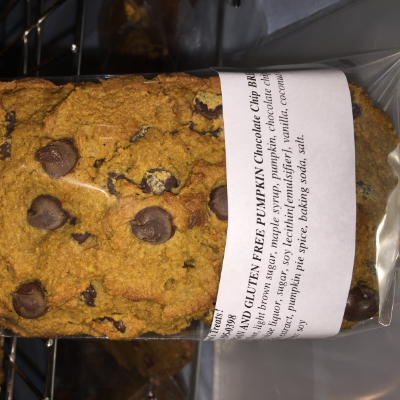 Treats!
-0398
AND GLUTEN FREE PUMPKIN Chocolate Chip
light brown sugar, maple syrup, pumpkin, chocolate
liquor, sugar, soy lecithin[emulsifier], vanilla, coconut
pumpkin pie spice, baking soda, salt.
soy